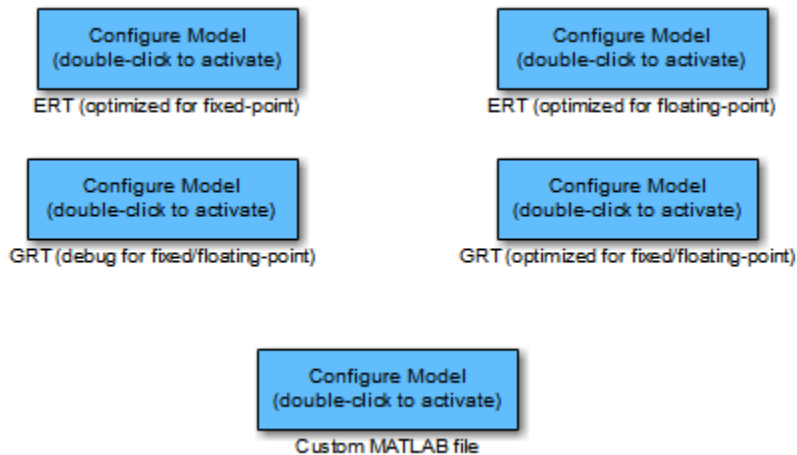 Configure Model
(double-click to activate)
ERT (optimized for fixed-point)
Configure Model
(double-click to activate)
ERT (optimized for floating-point)
Configure Model
(double-click to activate)
GRT (debug for fixed/floating-point)
Configure Model
(double-click to activate)
GRT (optimized for fixed/floating-point)
Configure Model
(double-click to activate)
Custom MATLAB file